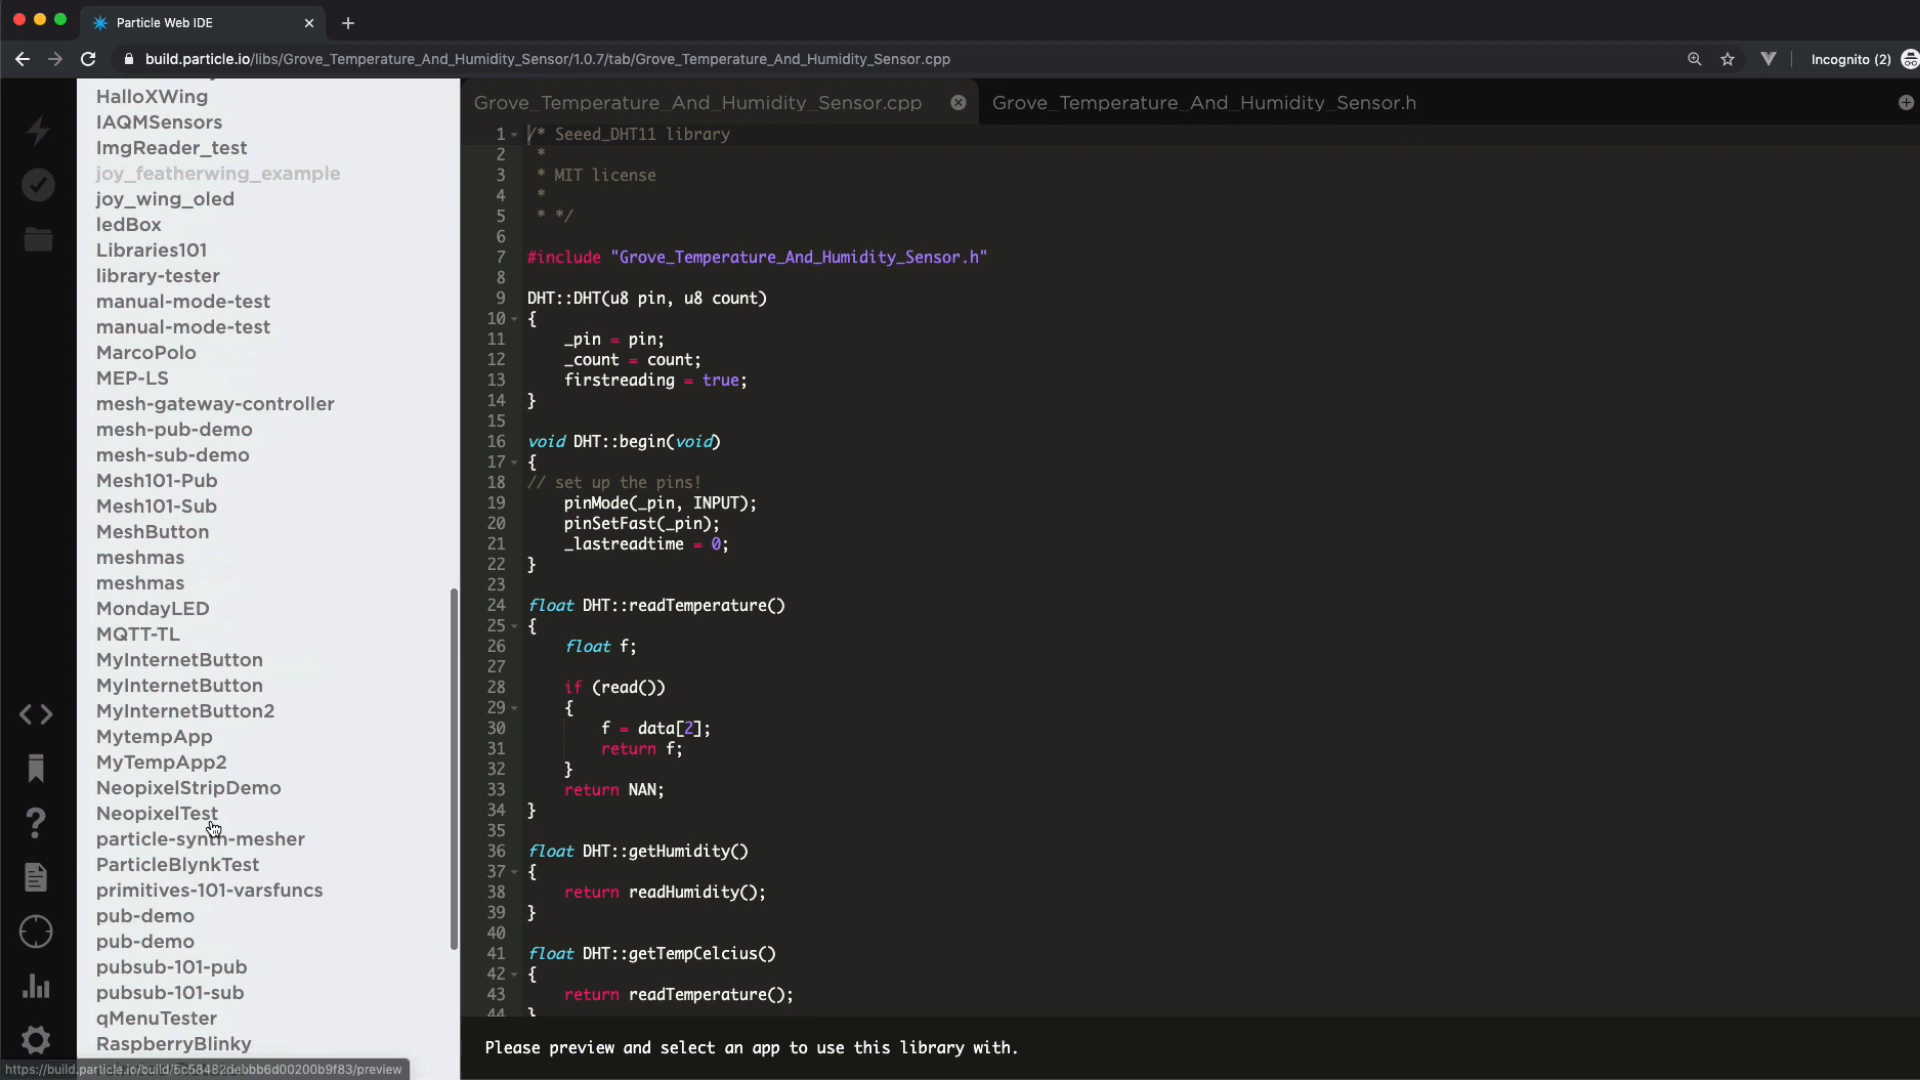 Particle Web IDE
build.particle.io/libs/Grove_Temperature_And_Humidity_Sensor/1.0.7/tab/Grove_Temperature_And_Humidity_Sensor.cpp
Incognito (2)
HalloXWing
IAQMSensors
ImgReader_test
joy_featherwing_example
joy_wing_oled
ledBox
Libraries101
library-tester
manual-mode-test
manual-mode-test
MarcoPolo
MEP-LS
mesh-gateway-controller
mesh-pub-demo
mesh-sub-demo
Mesh101-Pub
Mesh101-Sub
MeshButton
meshmas
meshmas
MondayLED
MQTT-TL
MyInternetButton
MyInternetButton
MyInternetButton2
MytempApp
MyTempApp2
NeopixelStripDemo
NeopixelTest
particle-synth-mesher
ParticleBlynkTest
primitives-101-varsfuncs
pub-demo
pub-demo
pubsub-101-pub
pubsub-101-sub
qMenuTester
RaspberryBlinky
https://build.particle.io/build/5c58482debbb6d00200b9f83/preview
Grove_Temperature_And_Humidity_Sensor.cpp
Grove_Temperature_And_Humidity_Sensor.h
1 /* Seeed_DHT11 library
2 *
3 * MIT license
4 *
5 * */
6
7 #include "Grove_Temperature_And_Humidity_Sensor.h"
8
9 DHT::DHT(u8 pin, u8 count)
10 {
11 _pin = pin;
12 _count = count;
13 firstreading = true;
14 }
15
16 void DHT::begin(void)
17 {
18 // set up the pins!
19 pinMode(_pin, INPUT);
20 pinSetFast(_pin);
21 _lastreadtime = 0;
22 }
23
24 float DHT::readTemperature()
25 {
26 float f;
27
28 if (read())
29 {
30 f = data[2];
31 return f;
32 }
33 return NAN;
34 }
35
36 float DHT::getHumidity()
37 {
38 return readHumidity();
39 }
40
41 float DHT::getTempCelcius()
42 {
43 return readTemperature();
44 }
Please preview and select an app to use this library with.